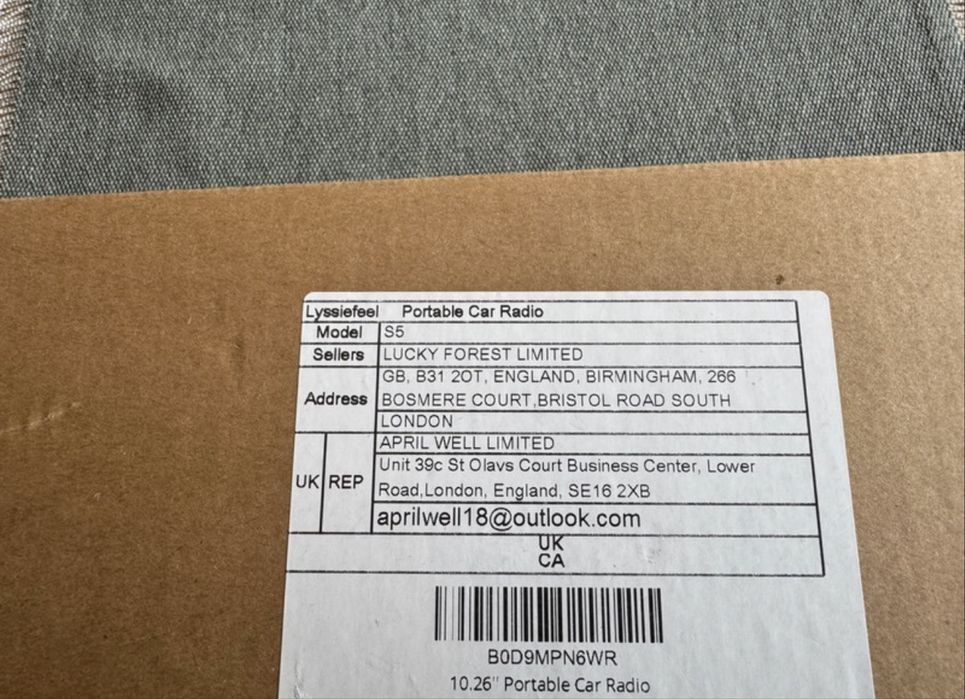 Lyssiefeel Portable Car Radio
Model S5
Sellers LUCKY FOREST LIMITED
Address GB, B31 2OT, ENGLAND, BIRMINGHAM, 266
BOSMERE COURT,BRISTOL ROAD SOUTH
LONDON
UK REP APRIL WELL LIMITED
Unit 39c St Olavs Court Business Center, Lower
Road,London, England, SE16 2XB
aprilwell18@outlook.com
UK
CA
B0D9MPN6WR
10.26" Portable Car Radio